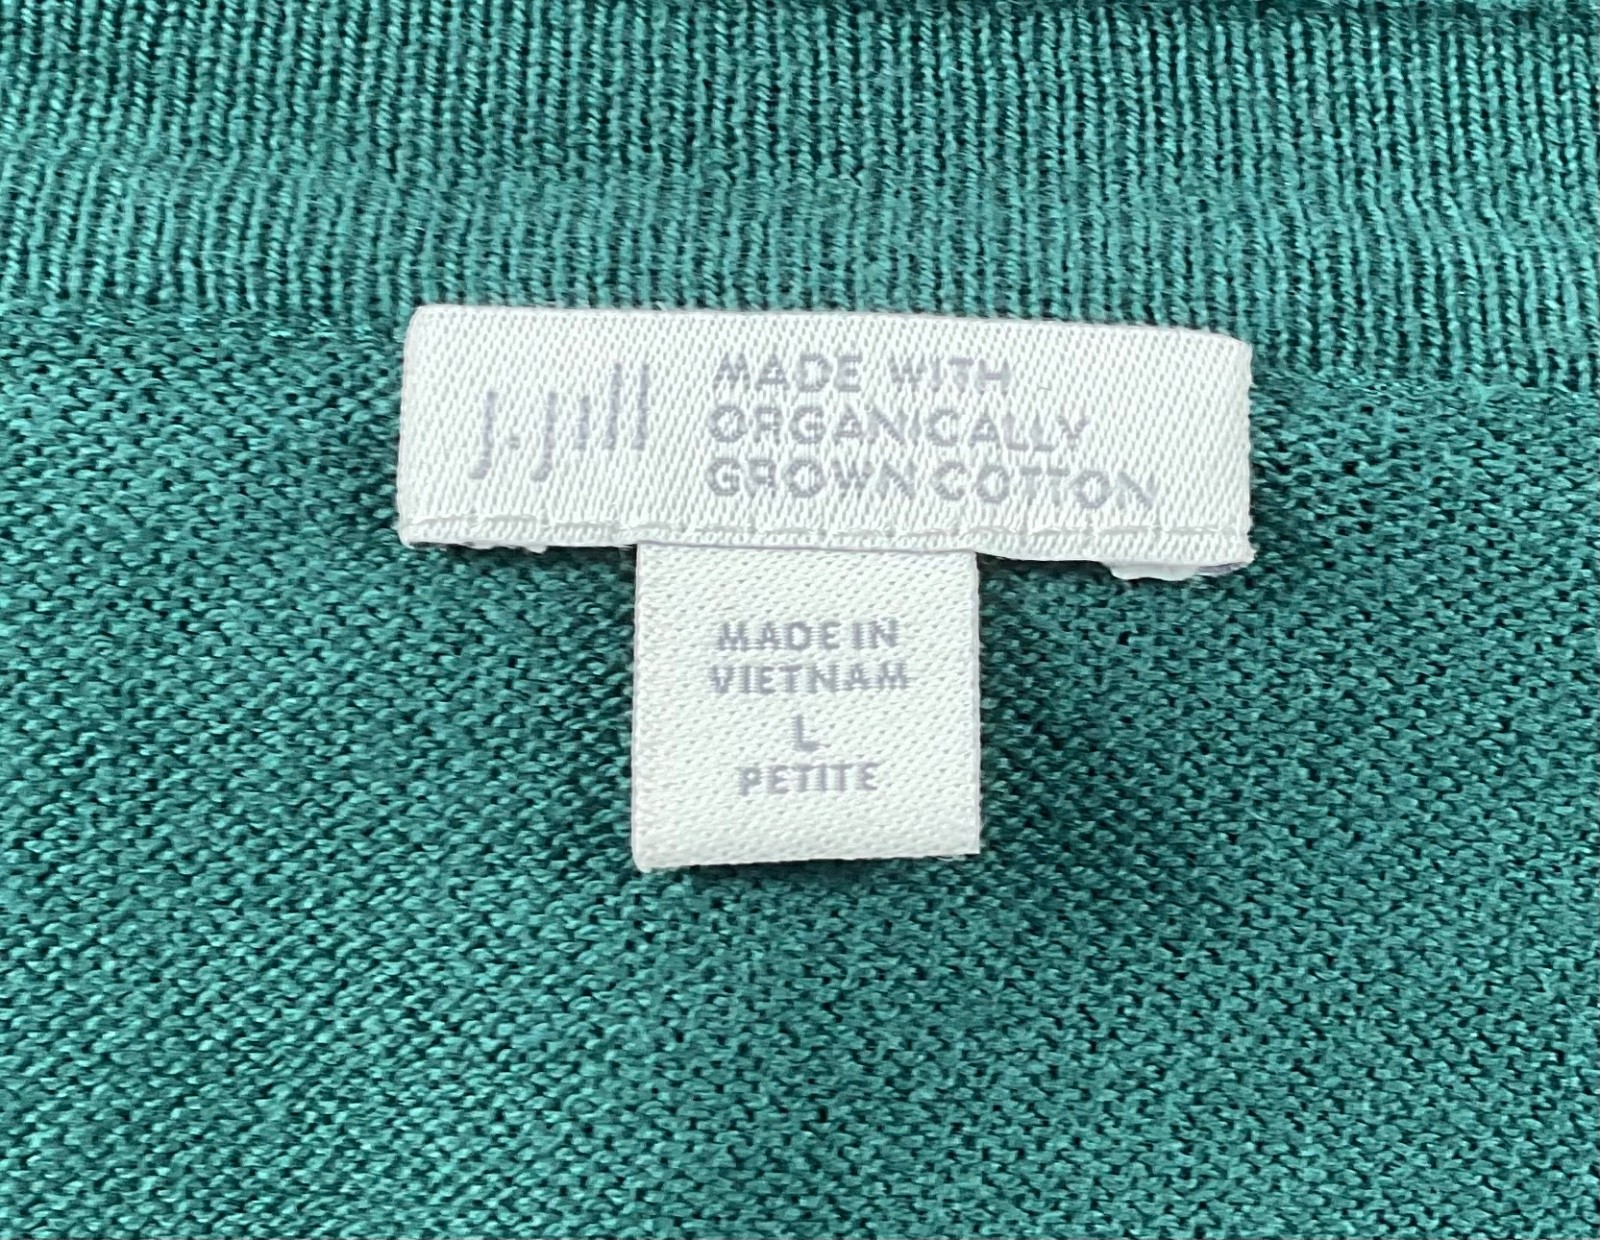 J.Jill
MADE WITH
ORGANICALLY
GROWN COTTON
MADE IN
VIETNAM
L
PETITE